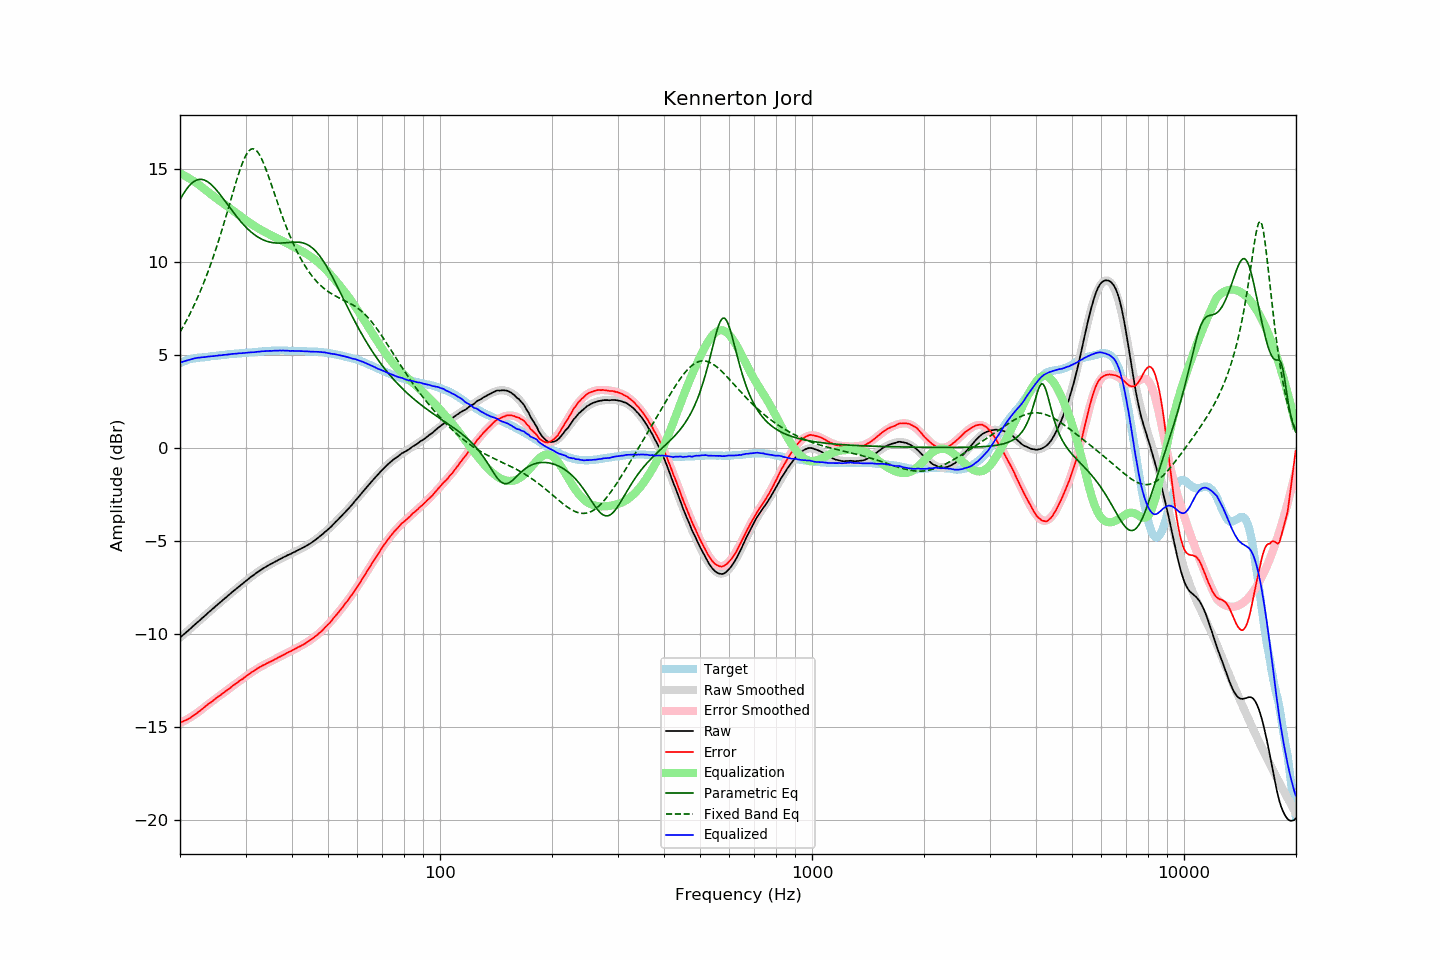 Kennerton Jord
15
10
5
0
−5
−10
−15
−20
Amplitude (dBr)
Target
Raw Smoothed
Error Smoothed
Raw
Error
Equalization
Parametric Eq
Fixed Band Eq
Equalized
100
1000
10000
Frequency (Hz)